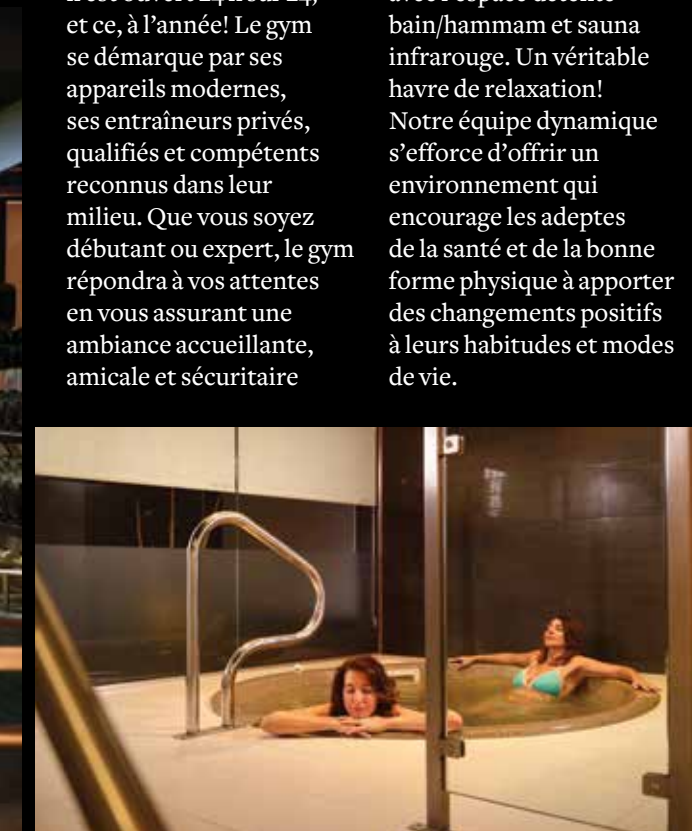 et ce, à l'année! Le gym
se démarque par ses
appareils modernes,
ses entraîneurs privés,
qualifiés et compétents
reconnus dans leur
milieu. Que vous soyez
débutant ou expert, le gym
répondra à vos attentes
en vous assurant une
ambiance accueillante,
amicale et sécuritaire
bain/hammam et sauna
infrarouge. Un véritable
havre de relaxation!
Notre équipe dynamique
s'efforce d'offrir un
environnement qui
encourage les adeptes
de la santé et de la bonne
forme physique à apporter
des changements positifs
à leurs habitudes et modes
de vie.